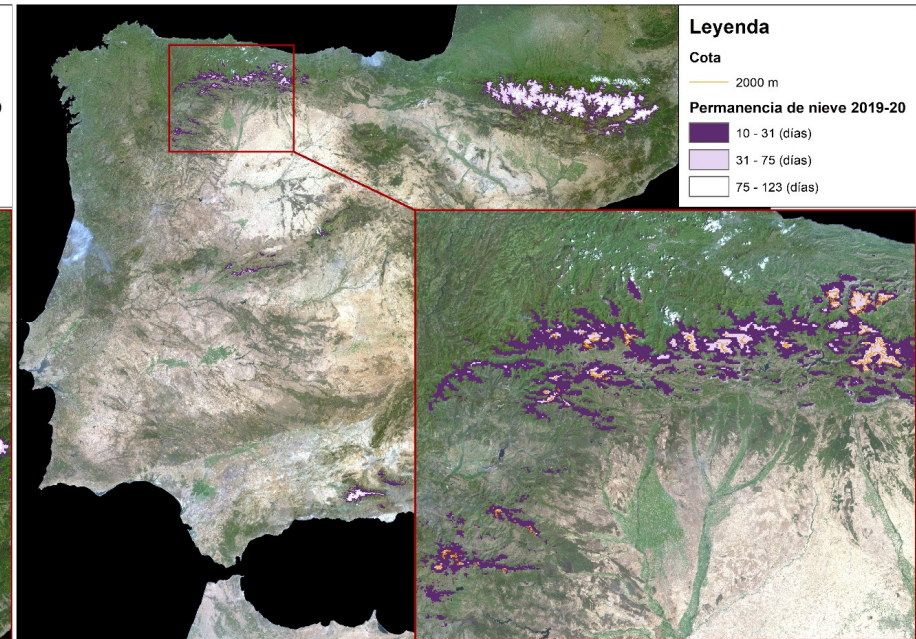 Leyenda
Cota
2000 m
Permanencia de nieve 2019-20
10 - 31 (días)
31 - 75 (días)
75 - 123 (días)